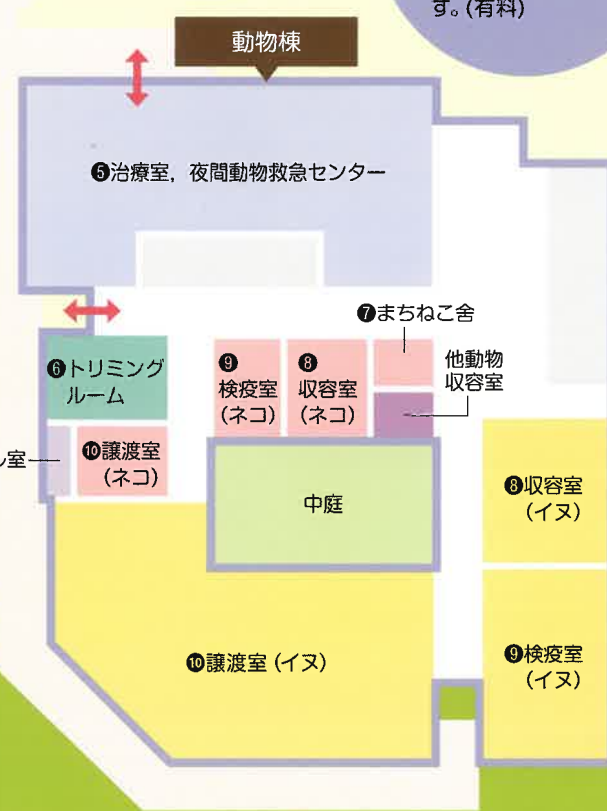 す。(有料)
動物棟
❺治療室，夜間動物救急センター
❼まちねこ舎
❻トリミング
ルーム
❾
検疫室
(ネコ)
❽
収容室
(ネコ)
他動物
収容室
室
❿譲渡室
(ネコ)
中庭
❽収容室
(イヌ)
❿譲渡室(イヌ)
❾検疫室
(イヌ)